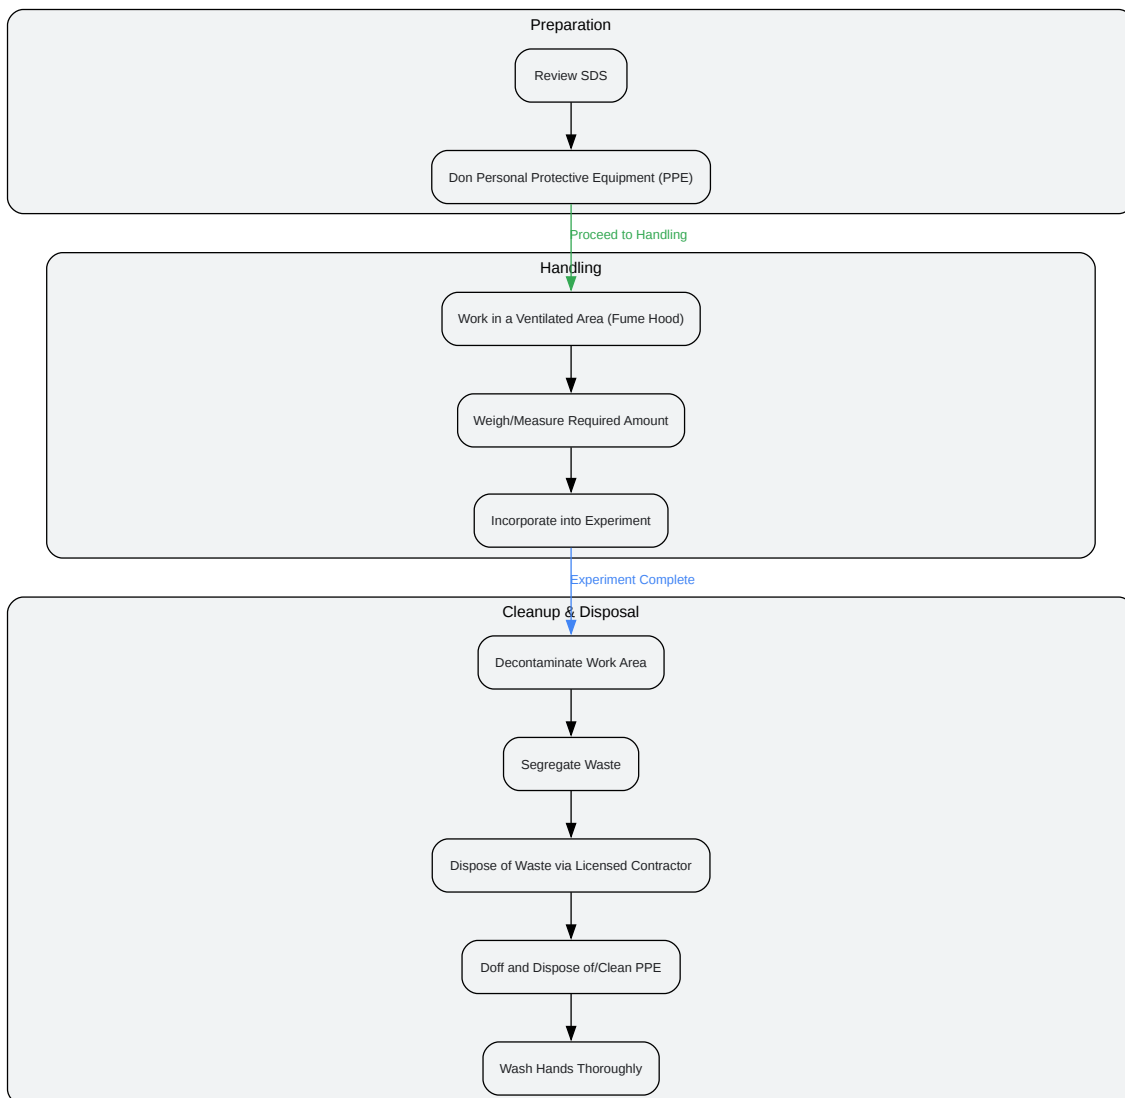 Preparation
Review SDS
Don Personal Protective Equipment (PPE)
Proceed to Handling
Handling
Work in a Ventilated Area (Fume Hood)
Weigh/Measure Required Amount
Incorporate into Experiment
Experiment Complete
Cleanup & Disposal
Decontaminate Work Area
Segregate Waste
Dispose of Waste via Licensed Contractor
Doff and Dispose of/Clean PPE
Wash Hands Thoroughly